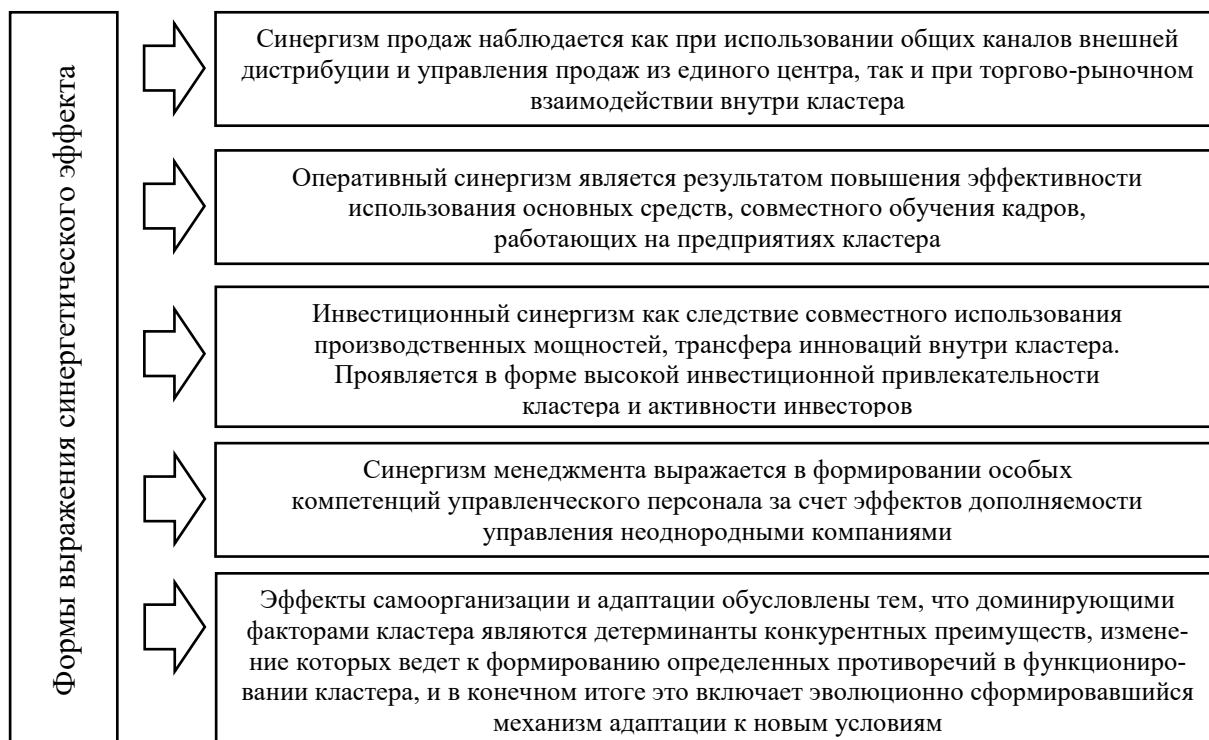 Формы выражения синергетического эффекта
Синергизм продаж наблюдается как при использовании общих каналов внешней
дистрибуции и управления продаж из единого центра, так и при торгово-рыночном
взаимодействии внутри кластера
Оперативный синергизм является результатом повышения эффективности
использования основных средств, совместного обучения кадров,
работающих на предприятиях кластера
Инвестиционный синергизм как следствие совместного использования
производственных мощностей, трансфера инноваций внутри кластера.
Проявляется в форме высокой инвестиционной привлекательности
кластера и активности инвесторов
Синергизм менеджмента выражается в формировании особых
компетенций управленческого персонала за счет эффектов дополняемости
управления неоднородными компаниями
Эффекты самоорганизации и адаптации обусловлены тем, что доминирующими
факторами кластера являются детерминанты конкурентных преимуществ, измене-
ние которых ведет к формированию определенных противоречий в функциониро-
вании кластера, и в конечном итоге это включает эволюционно сформировавшийся
механизм адаптации к новым условиям